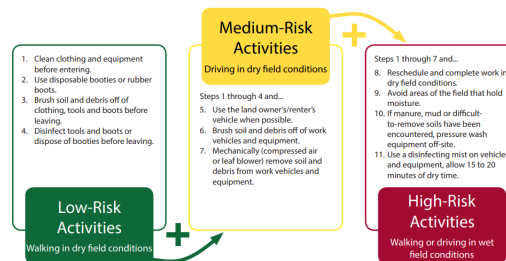 1. Clean clothing and equipment
before entering.
2. Use disposable booties or rubber
boots.
3. Brush soil and debris off of
clothing, tools and boots before
leaving.
4. Disinfect tools and boots or
dispose of booties before leaving.
Low-Risk
Activities
Walking in dry field conditions
+
Medium-Risk
Activities
Driving in dry field conditions
Steps 1 through 4 and...
5. Use the land owner's/renter's
vehicle when possible.
6. Brush soil and debris off of work
vehicles and equipment.
7. Mechanically (compressed air
or leaf blower) remove soil and
debris from work vehicles and
equipment.
+
Steps 1 through 7 and...
8. Reschedule and complete work in
dry field conditions.
9. Avoid areas of the field that hold
moisture.
10. If manure, mud or difficult-
to-remove soils have been
encountered, pressure wash
equipment off-site.
11. Use a disinfecting mist on vehicles
and equipment, allow 15 to 20
minutes of dry time.
High-Risk
Activities
Walking or driving in wet
field conditions